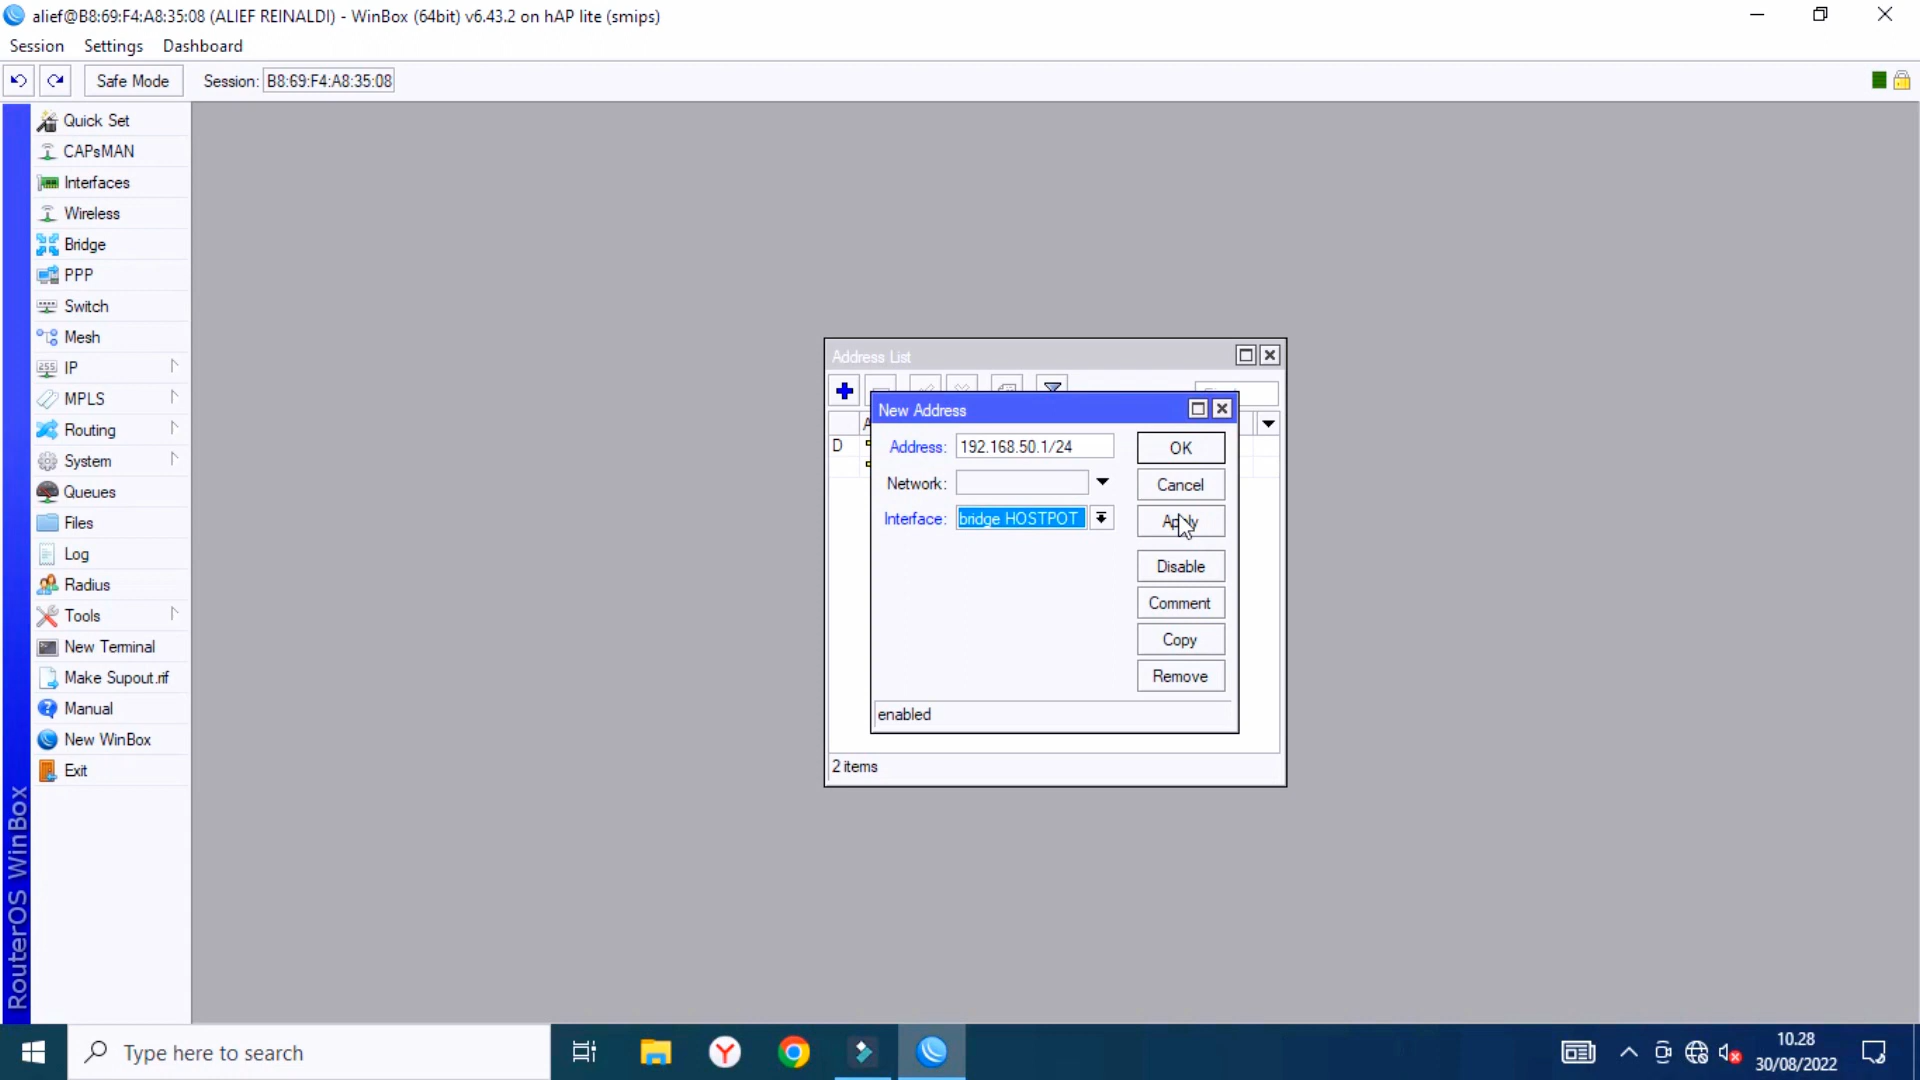 alief@B8:69:F4:A8:35:08 (ALIEF REINALDI) - WinBox (64bit) v6.43.2 on hAP lite (smips)
Session Settings Dashboard
Safe Mode Session: B8:69:F4:A8:35:08
Quick Set
CAPsMAN
Interfaces
Wireless
Bridge
PPP
Switch
Mesh
IP
MPLS
Routing
System
Queues
Files
Log
Radius
Tools
New Terminal
Make Supout.rif
Manual
New WinBox
Exit
RouterOS WinBox
Address List
New Address
D
Address: 192.168.50.1/24
Network:
Interface: bridge HOSTPOT
OK
Cancel
Apply
Disable
Comment
Copy
Remove
enabled
2 items
Type here to search
10.28
30/08/2022